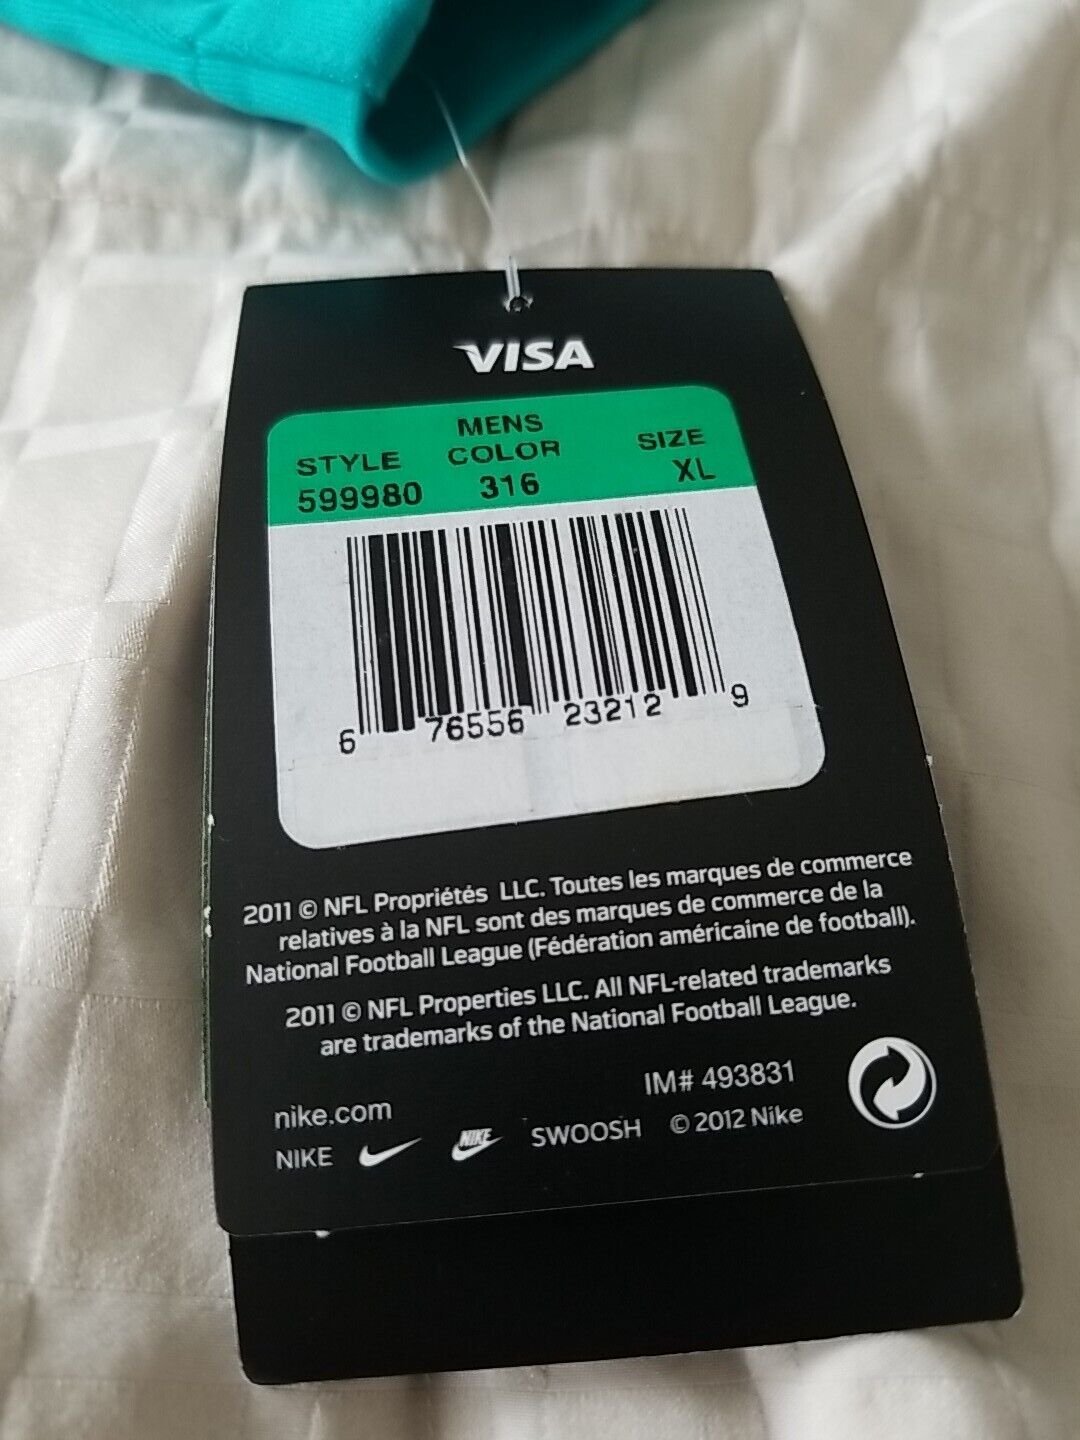 VISA
MENS
STYLE COLOR SIZE
599980 316 XL
6 76556 23212 9
2011 © NFL Propriétés LLC. Toutes les marques de commerce
relatives à la NFL sont des marques de commerce de la
National Football League (Fédération américaine de football).
2011 © NFL Properties LLC. All NFL-related trademarks
are trademarks of the National Football League.
IM# 493831
nike.com
NIKE NIKE SWOOSH © 2012 Nike